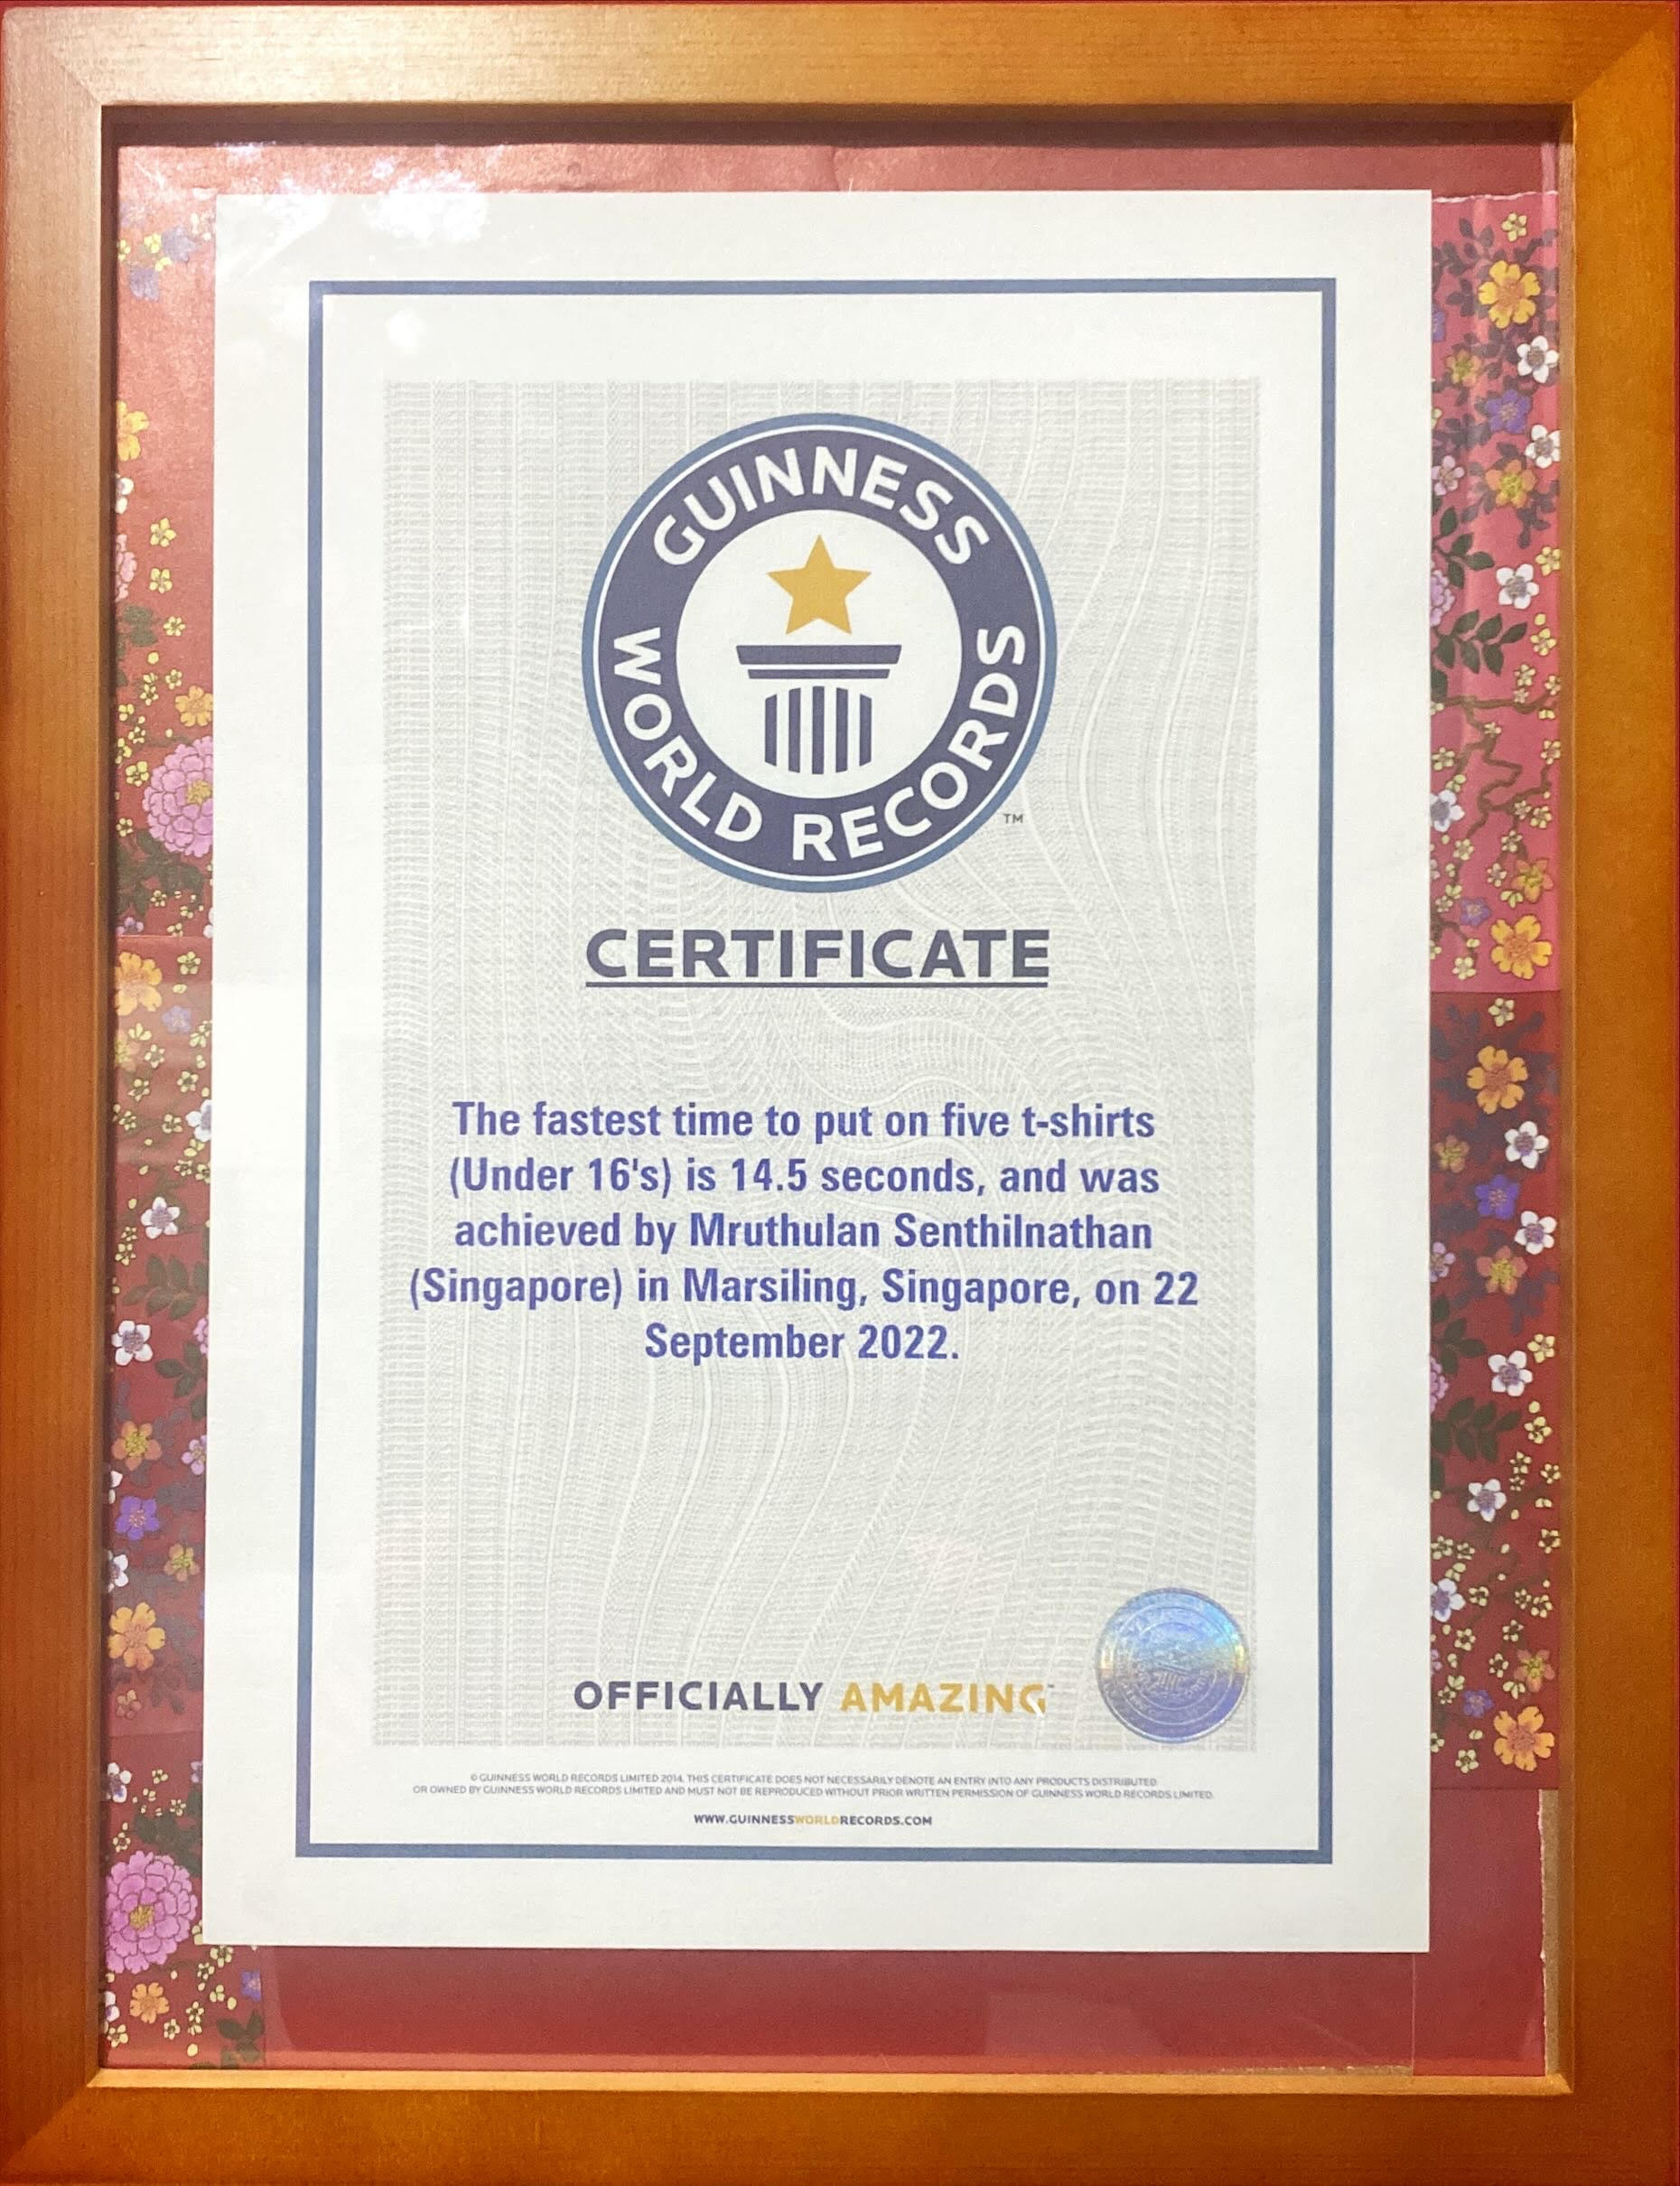 GUINNESS
WORLD RECORDS
TM
CERTIFICATE
The fastest time to put on five t-shirts
(Under 16's) is 14.5 seconds, and was
achieved by Mruthulan Senthilnathan
(Singapore) in Marsiling, Singapore, on 22
September 2022.
OFFICIALLY AMAZING
© GUINNESS WORLD RECORDS LIMITED 2014. THIS CERTIFICATE DOES NOT NECESSARILY DENOTE AN ENTRY INTO ANY PRODUCTS DISTRIBUTED
OR OWNED BY GUINNESS WORLD RECORDS LIMITED AND MUST NOT BE REPRODUCED WITHOUT PRIOR WRITTEN PERMISSION OF GUINNESS WORLD RECORDS LIMITED.
WWW.GUINNESSWORLDRECORDS.COM